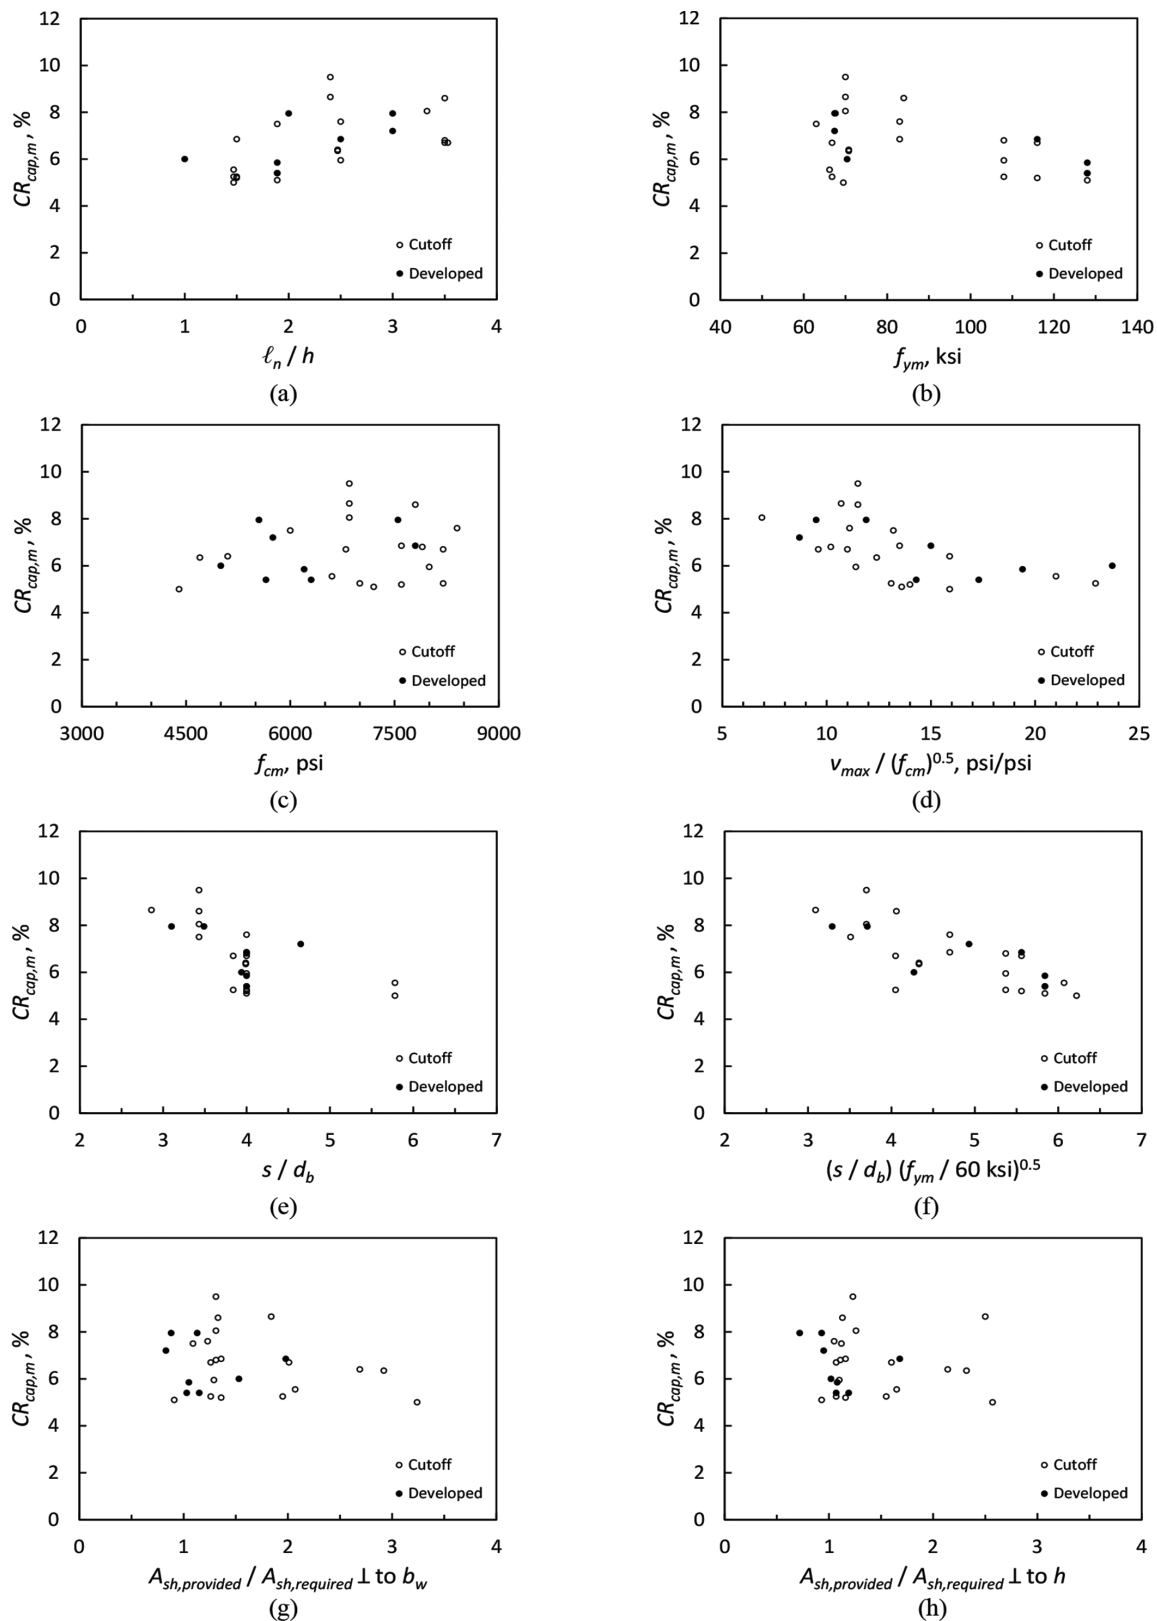 12
10
8
6
4
2
0
CRcap,m, %
Cutoff
Developed
0 1 2 3 4
ℓn / h
(a)
12
10
8
6
4
2
0
CRcap,m, %
Cutoff
Developed
40 60 80 100 120 140
fym, ksi
(b)
12
10
8
6
4
2
0
CRcap,m, %
Cutoff
Developed
3000 4500 6000 7500 9000
fcm, psi
(c)
12
10
8
6
4
2
0
CRcap,m, %
Cutoff
Developed
5 10 15 20 25
vmax / (fcm)^0.5, psi/psi
(d)
12
10
8
6
4
2
0
CRcap,m, %
Cutoff
Developed
2 3 4 5 6 7
s / db
(e)
12
10
8
6
4
2
0
CRcap,m, %
Cutoff
Developed
2 3 4 5 6 7
(s / db) (fym / 60 ksi)^0.5
(f)
12
10
8
6
4
2
0
CRcap,m, %
Cutoff
Developed
0 1 2 3 4
Ash,provided / Ash,required ⊥ to bw
(g)
12
10
8
6
4
2
0
CRcap,m, %
Cutoff
Developed
0 1 2 3 4
Ash,provided / Ash,required ⊥ to h
(h)